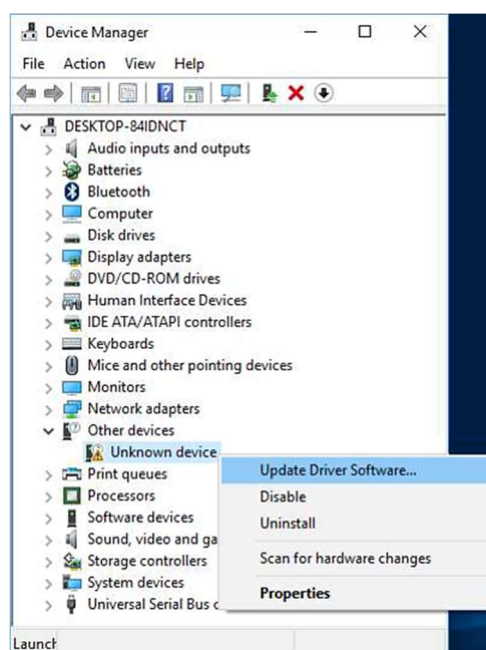 Device Manager
File Action View Help
DESKTOP-84IDNCT
Audio inputs and outputs
Batteries
Bluetooth
Computer
Disk drives
Display adapters
DVD/CD-ROM drives
Human Interface Devices
IDE ATA/ATAPI controllers
Keyboards
Mice and other pointing devices
Monitors
Network adapters
Other devices
Unknown device
Print queues
Processors
Software devices
Sound, video and ga
Storage controllers
System devices
Universal Serial Bus c
Update Driver Software...
Disable
Uninstall
Scan for hardware changes
Properties
Launch